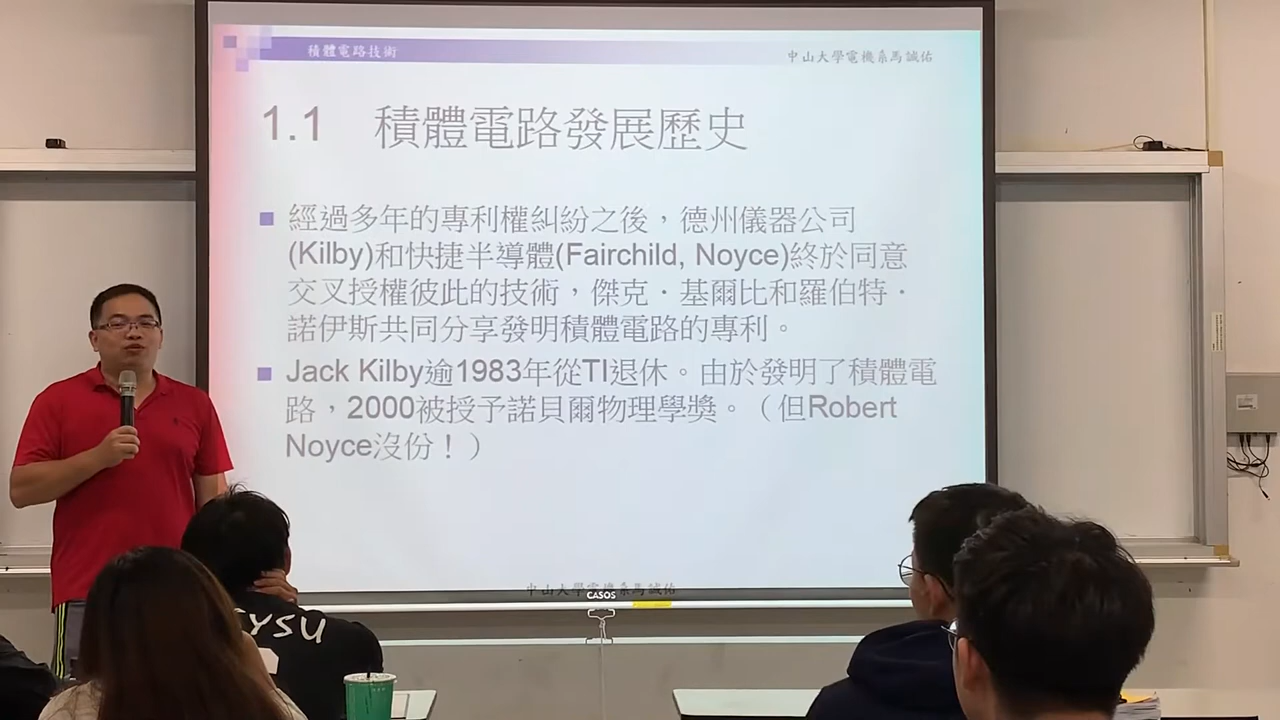 積體電路技術
中山大學電機系馬誠佑
1.1 積體電路發展歷史
經過多年的專利權糾紛之後，德州儀器公司
(Kilby)和快捷半導體(Fairchild, Noyce)終於同意
交叉授權彼此的技術，傑克．基爾比和羅伯特．
諾伊斯共同分享發明積體電路的專利。
Jack Kilby逾1983年從TI退休。由於發明了積體電
路，2000被授予諾貝爾物理學獎。（但Robert
Noyce沒份！）
中山大學電機系馬誠佑
CASOS
YSU